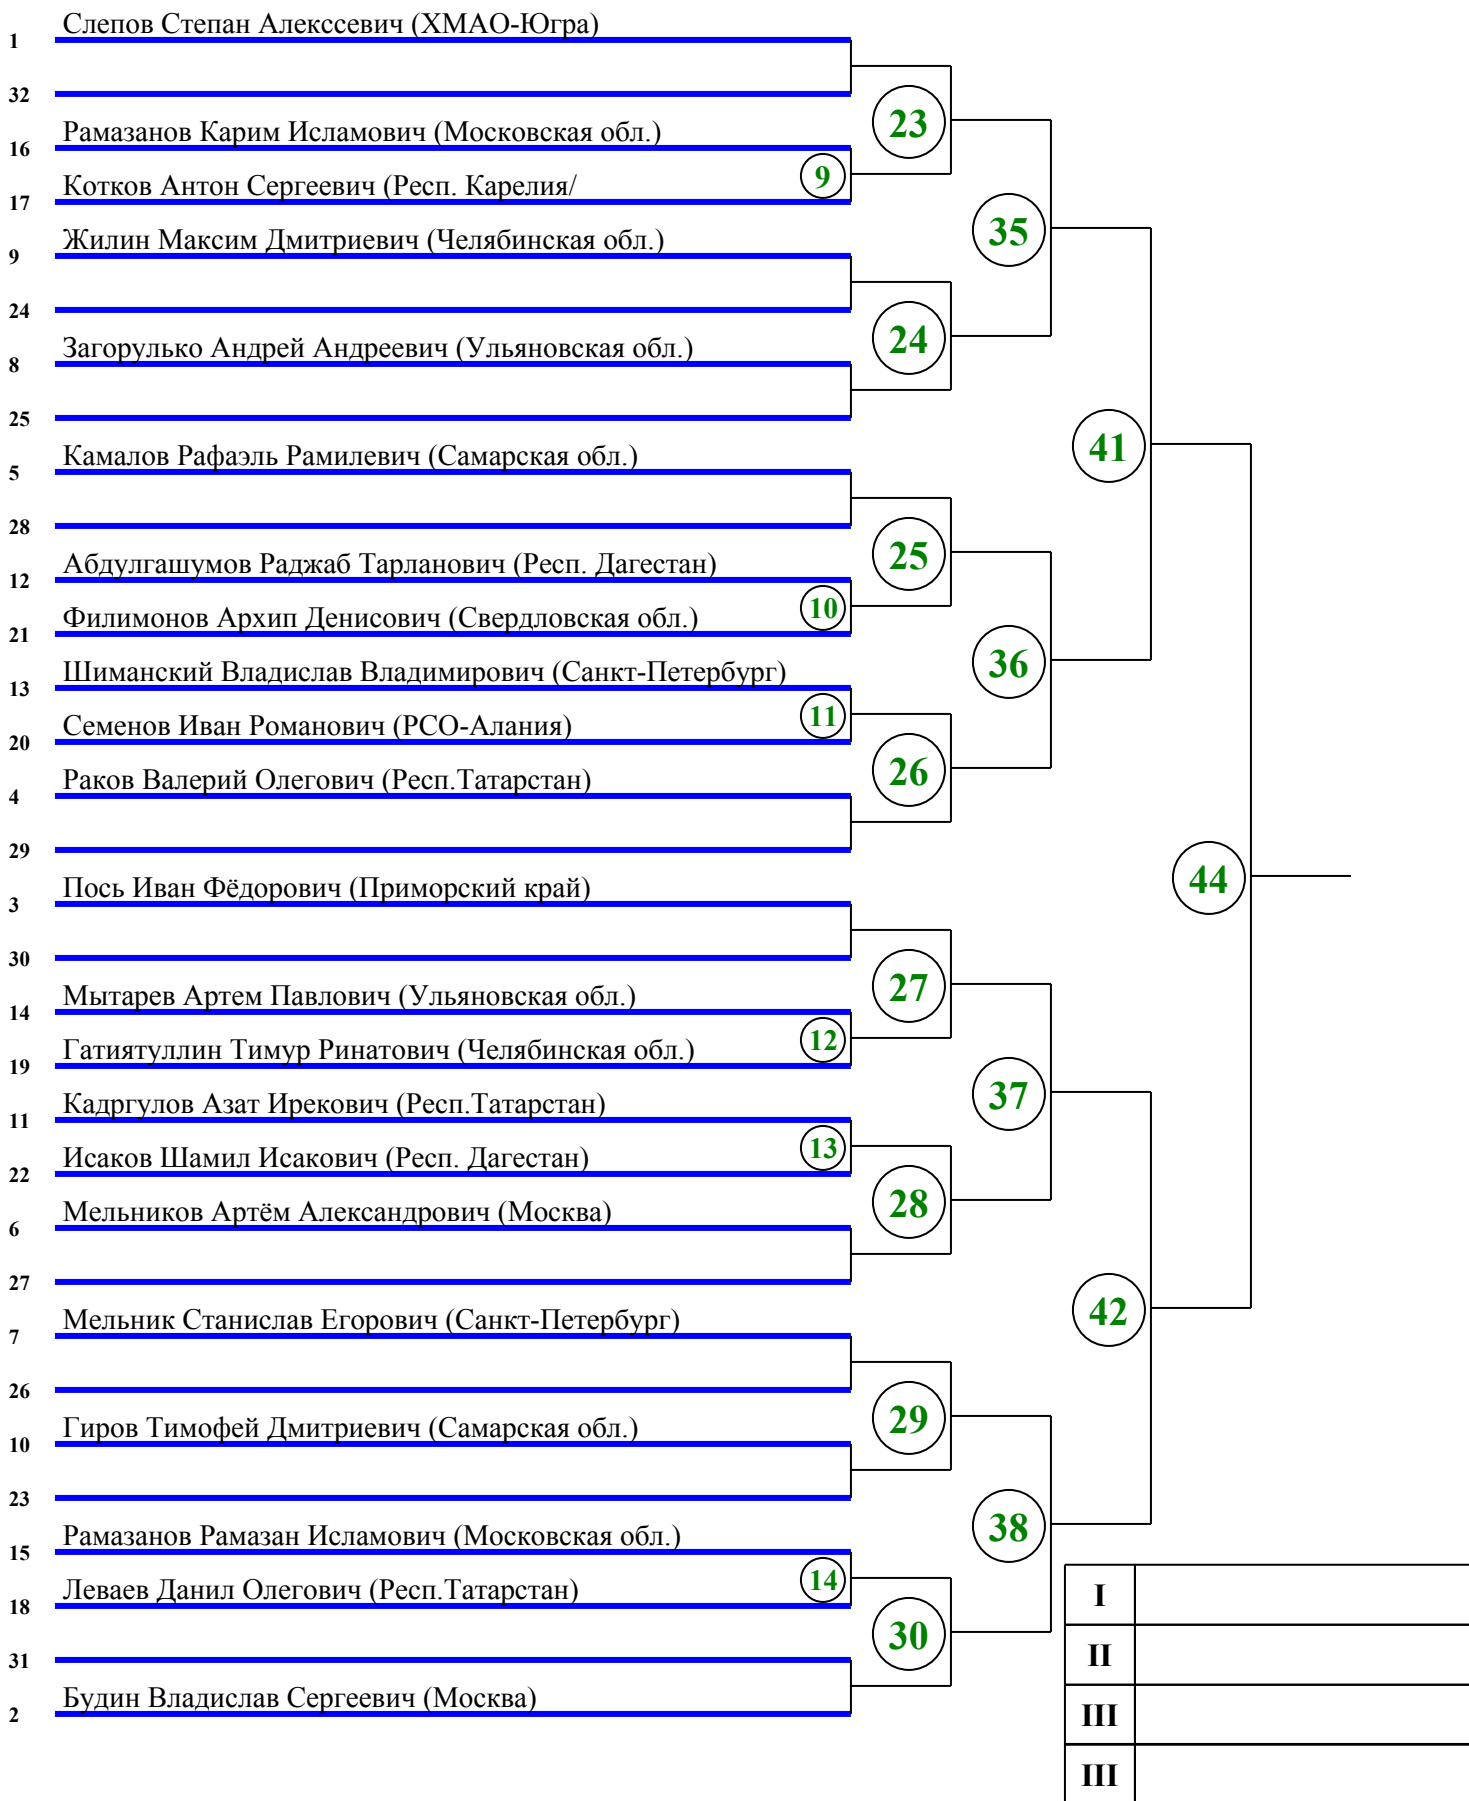 Слепов Степан Алекссевич (ХМАО-Югра)
1
32
23
Рамазанов Карим Исламович (Московская обл.)
16
9
Котков Антон Сергеевич (Респ. Карелия/
17
35
Жилин Максим Дмитриевич (Челябинская обл.)
9
24
24
Загорулько Андрей Андреевич (Ульяновская обл.)
8
25
41
Камалов Рафаэль Рамилевич (Самарская обл.)
5
28
25
Абдулгашумов Раджаб Тарланович (Респ. Дагестан)
12
10
Филимонов Архип Денисович (Свердловская обл.)
21
36
Шиманский Владислав Владимирович (Санкт-Петербург)
13
11
Семенов Иван Романович (РСО-Алания)
20
26
Раков Валерий Олегович (Респ.Татарстан)
4
29
44
Пось Иван Фёдорович (Приморский край)
3
30
27
Мытарев Артем Павлович (Ульяновская обл.)
14
12
Гатиятуллин Тимур Ринатович (Челябинская обл.)
19
37
Кадргулов Азат Ирекович (Респ.Татарстан)
11
13
Исаков Шамил Исакович (Респ. Дагестан)
22
28
Мельников Артём Александрович (Москва)
6
27
42
Мельник Станислав Егорович (Санкт-Петербург)
7
26
29
Гиров Тимофей Дмитриевич (Самарская обл.)
10
23
38
Рамазанов Рамазан Исламович (Московская обл.)
15
14
Леваев Данил Олегович (Респ.Татарстан)
18
30
31
Будин Владислав Сергеевич (Москва)
2
I
II
III
III